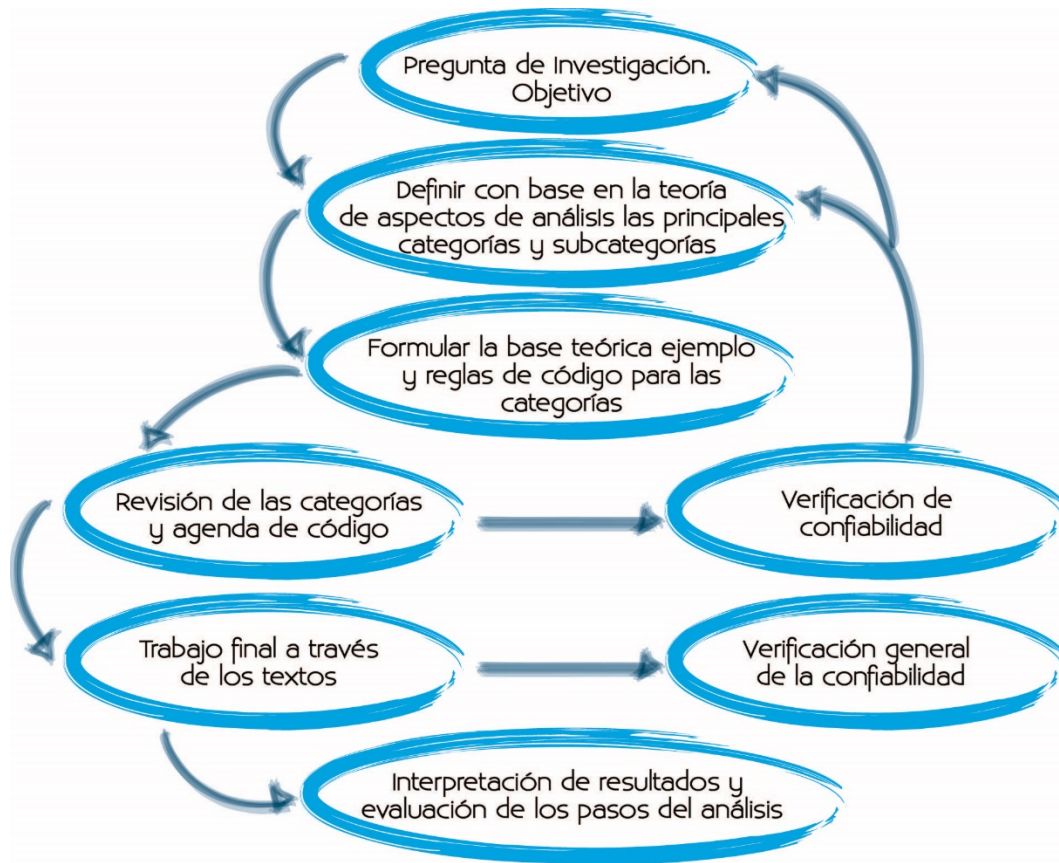 Pregunta de Investigación.
Objetivo
Definir con base en la teoría
de aspectos de análisis las principales
categorías y subcategorías
Formular la base teórica ejemplo
y reglas de código para las
categorías
Revisión de las categorías
y agenda de código
Verificación de
confiabilidad
Trabajo final a través
de los textos
Verificación general
de la confiabilidad
Interpretación de resultados y
evaluación de los pasos del análisis